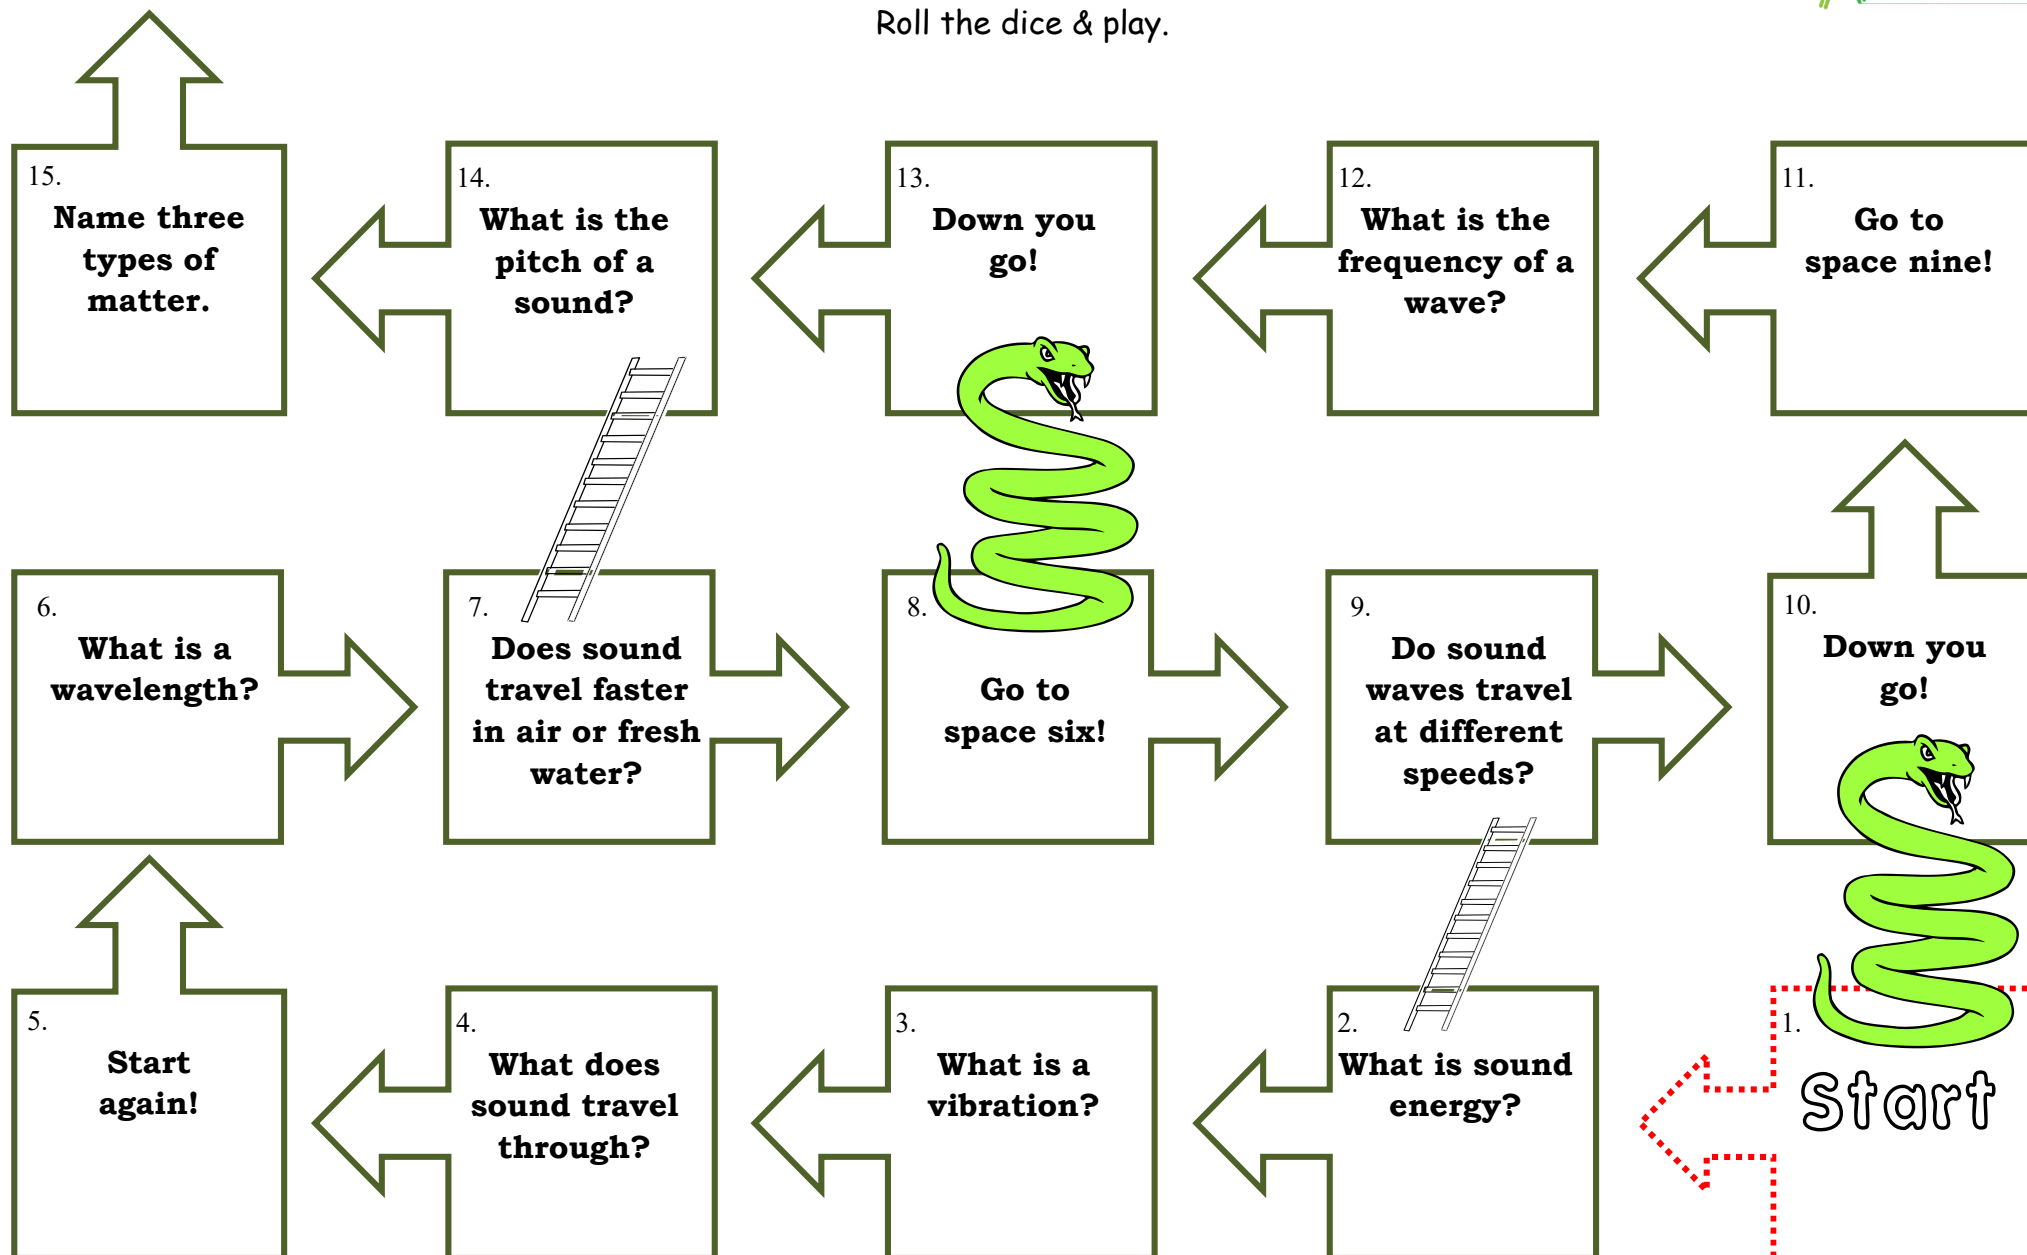 Roll the dice & play.
15.
Name three
types of
matter.
14.
What is the
pitch of a
sound?
13.
Down you
go!
12.
What is the
frequency of a
wave?
11.
Go to
space nine!
6.
What is a
wavelength?
7.
Does sound
travel faster
in air or fresh
water?
8.
Go to
space six!
9.
Do sound
waves travel
at different
speeds?
10.
Down you
go!
5.
Start
again!
4.
What does
sound travel
through?
3.
What is a
vibration?
2.
What is sound
energy?
1.
Start